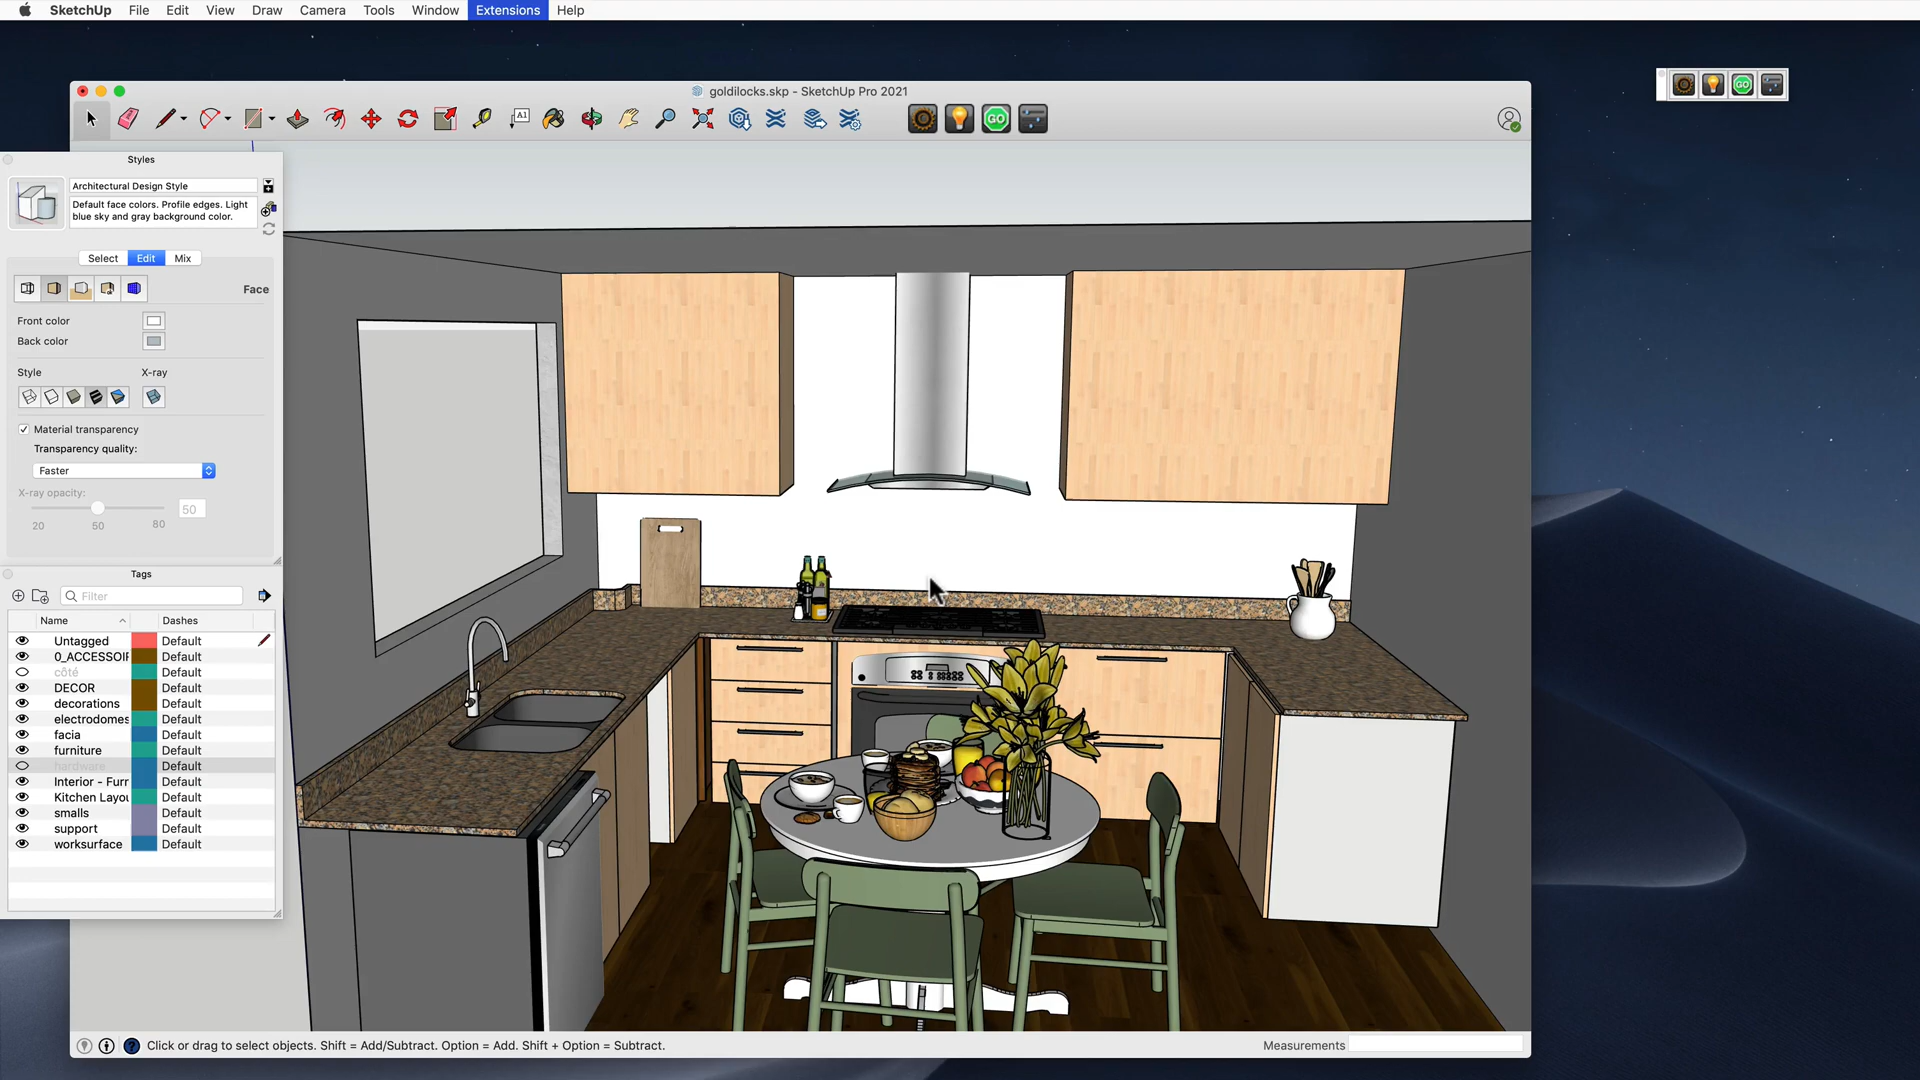 SketchUp File Edit View Draw Camera Tools Window Extensions Help
goldilocks.skp - SketchUp Pro 2021
A1
GO
GO
Styles
Architectural Design Style
Default face colors. Profile edges. Light
blue sky and gray background color.
Select Edit Mix
Face
Front color
Back color
Style X-ray
Material transparency
Transparency quality:
Faster
X-ray opacity:
50
20 50 80
Tags
Filter
Name Dashes
Untagged Default
0_ACCESSOIF Default
côté Default
DECOR Default
decorations Default
electrodomes Default
facia Default
furniture Default
hardware Default
Interior - Furr Default
Kitchen Layou Default
smalls Default
support Default
worksurface Default
Click or drag to select objects. Shift = Add/Subtract. Option = Add. Shift + Option = Subtract.
Measurements